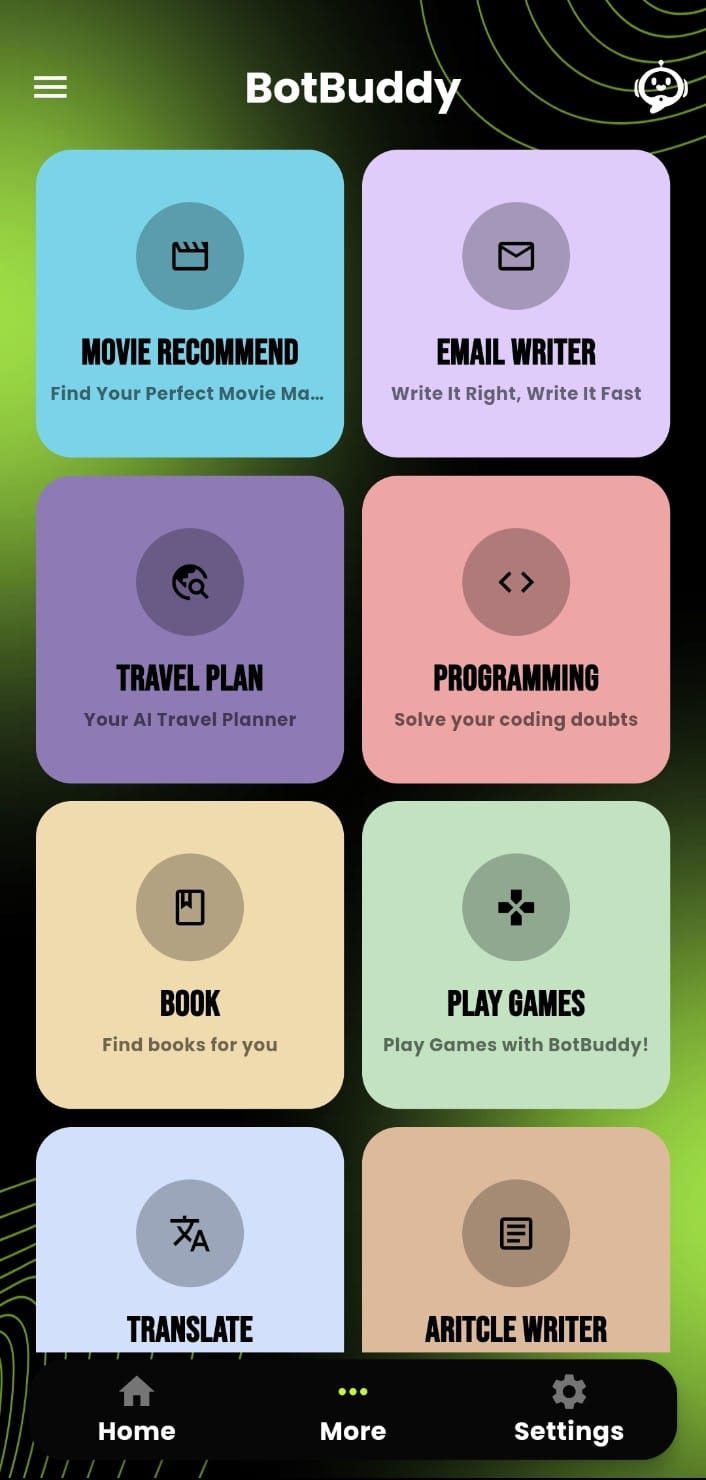 BotBuddy
MOVIE RECOMMEND
Find Your Perfect Movie Ma...
EMAIL WRITER
Write It Right, Write It Fast
TRAVEL PLAN
Your AI Travel Planner
PROGRAMMING
Solve your coding doubts
BOOK
Find books for you
PLAY GAMES
Play Games with BotBuddy!
TRANSLATE
ARITCLE WRITER
Home
More
Settings